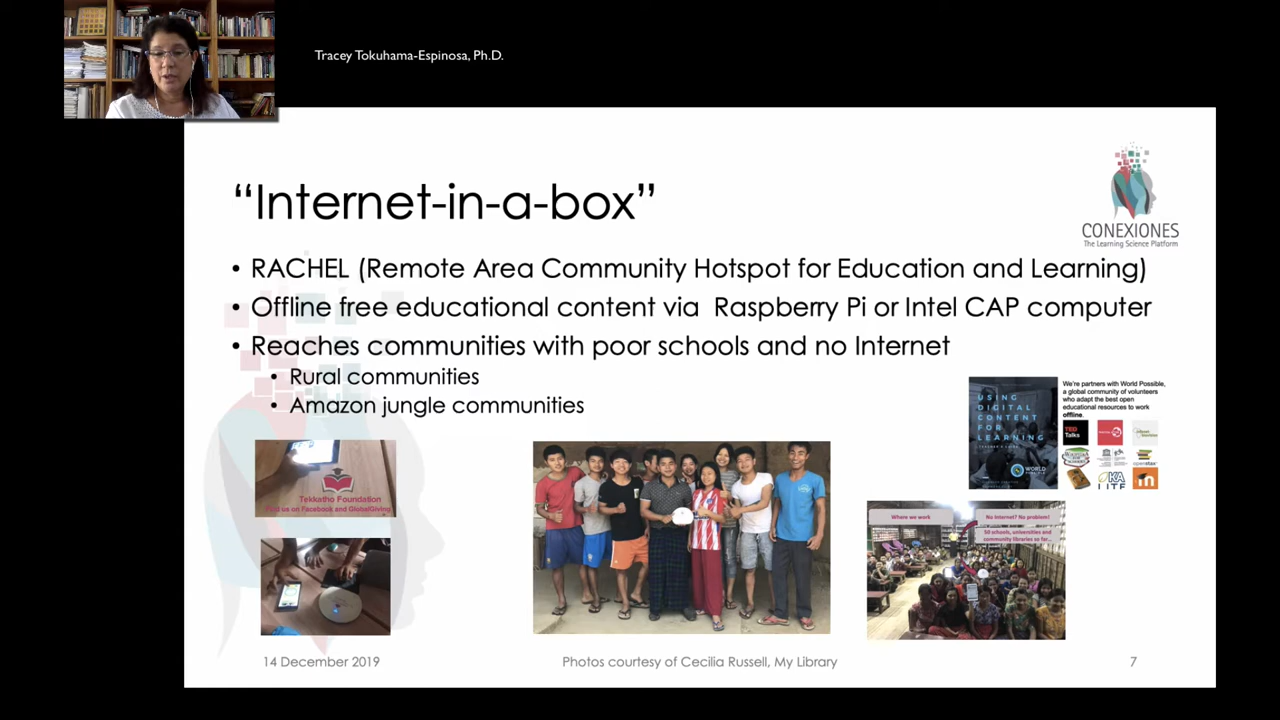 Tracey Tokuhama-Espinosa, Ph.D.
“Internet-in-a-box”
CONEXIONES
The Learning Science Platform
• RACHEL (Remote Area Community Hotspot for Education and Learning)
• Offline free educational content via Raspberry Pi or Intel CAP computer
• Reaches communities with poor schools and no Internet
• Rural communities
• Amazon jungle communities
USING
DIGITAL
CONTENT
FOR
LEARNING
WORLD
POSSIBLE
We're partners with World Possible,
a global community of volunteers
who adapt the best open
educational resources to work
offline.
TED
Talks
openstax
KA
LITE
Tekkatho Foundation
us on Facebook and GlobalGiving
Where we work
No Internet? No problem!
50 schools, universities and
community libraries so far...
14 December 2019
Photos courtesy of Cecilia Russell, My Library
7